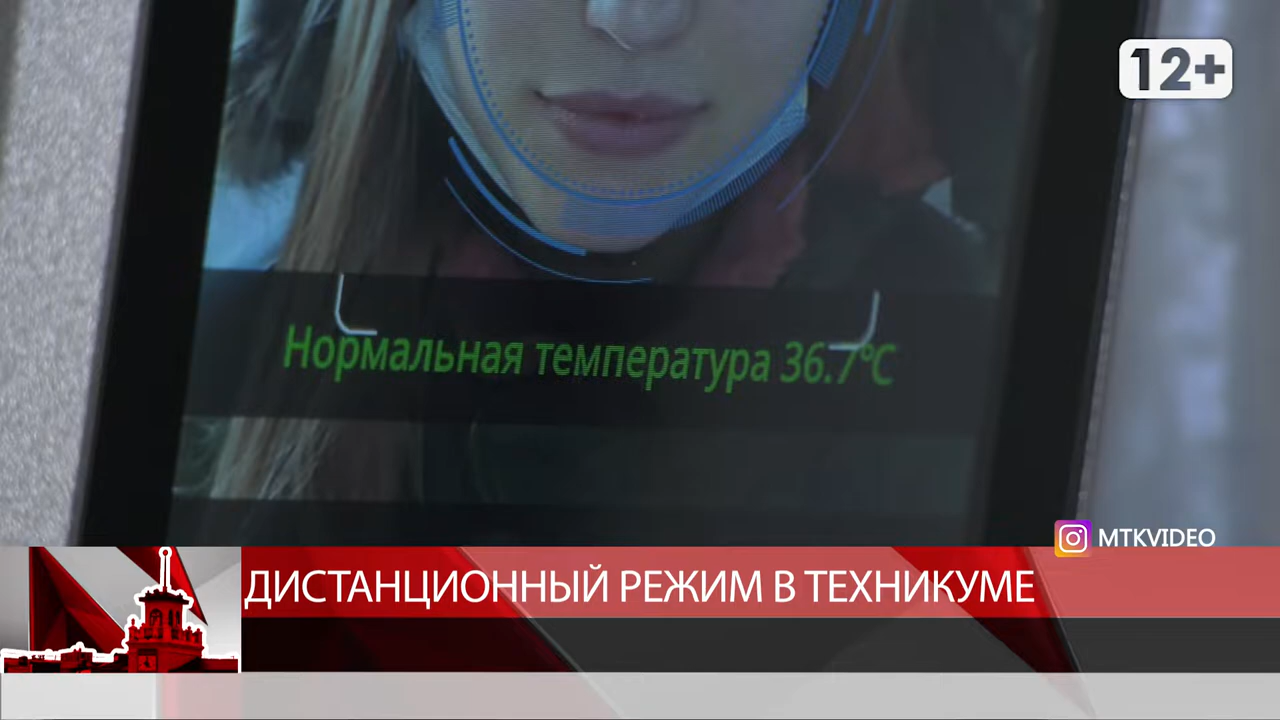 12+
Нормальная температура 36.7°C
MTKVIDEO
ДИСТАНЦИОННЫЙ РЕЖИМ В ТЕХНИКУМЕ